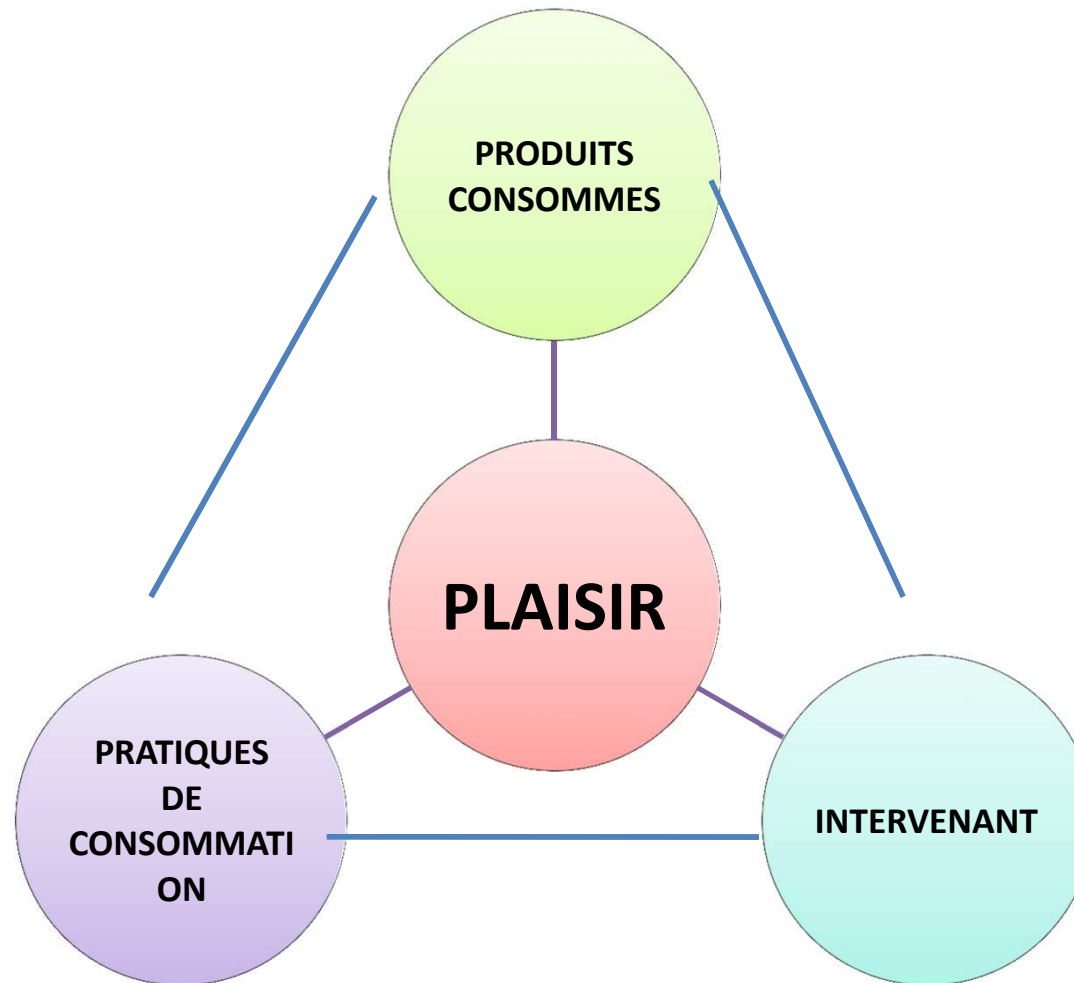 PRODUITS
CONSOMMES
PLAISIR
PRATIQUES
DE
CONSOMMATI
ON
INTERVENANT